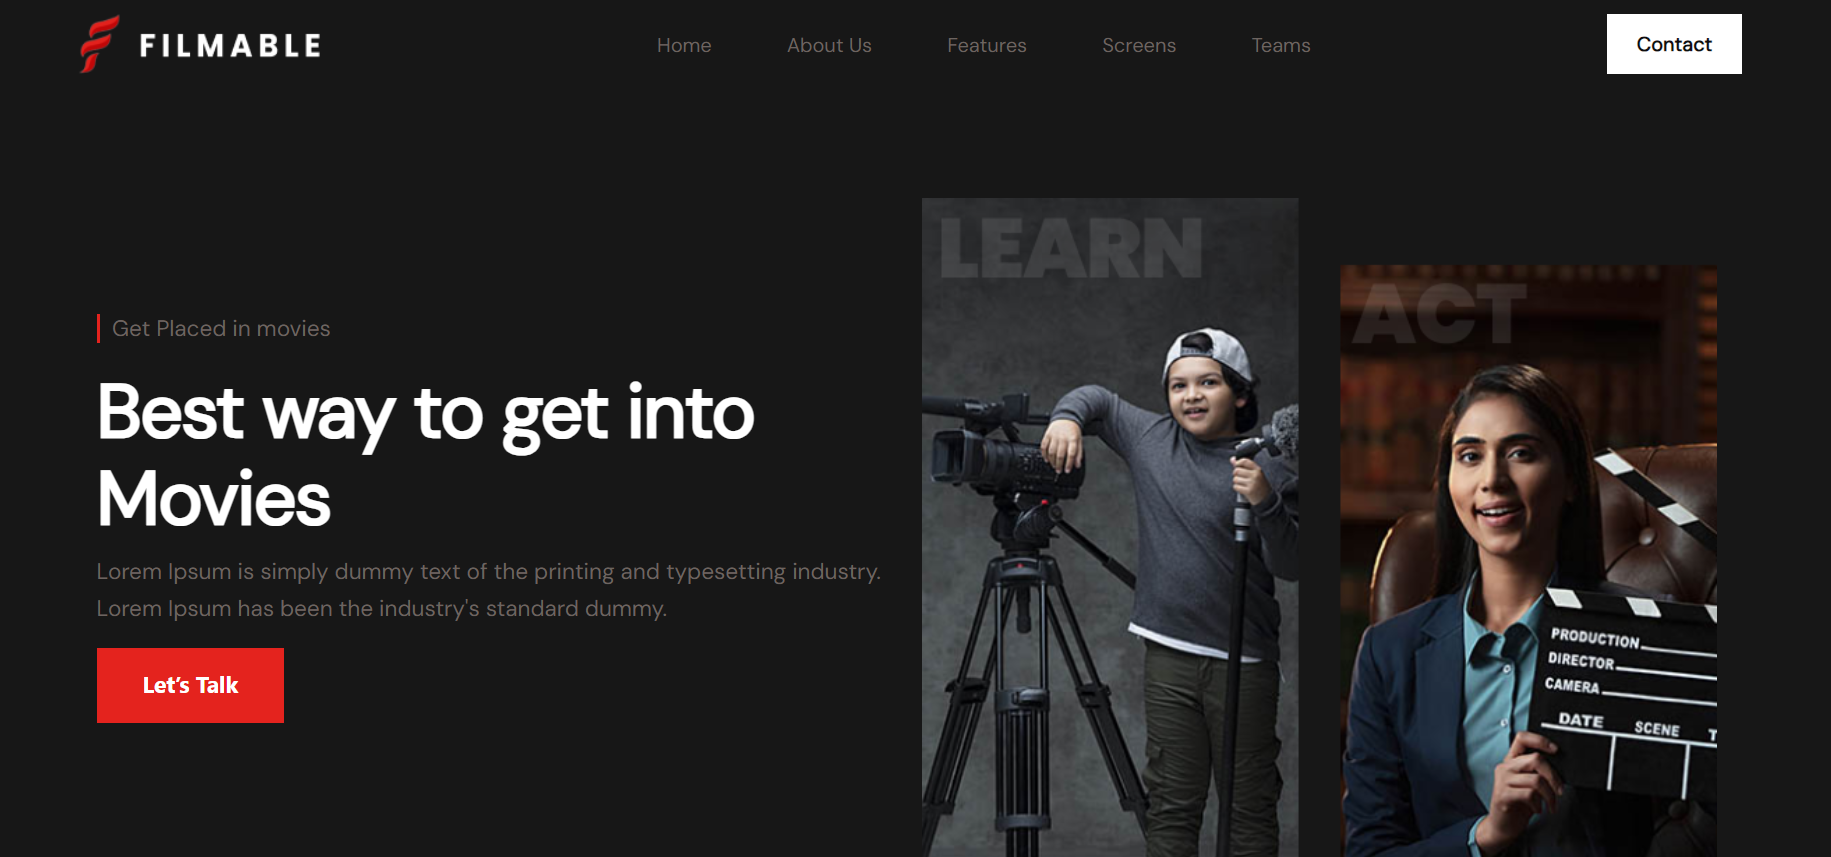 FILMABLE
Home
About Us
Features
Screens
Teams
Contact
Get Placed in movies
Best way to get into
Movies
Lorem Ipsum is simply dummy text of the printing and typesetting industry.
Lorem Ipsum has been the industry's standard dummy.
Let's Talk
LEARN
ACT
PRODUCTION
DIRECTOR
CAMERA
DATE SCENE T